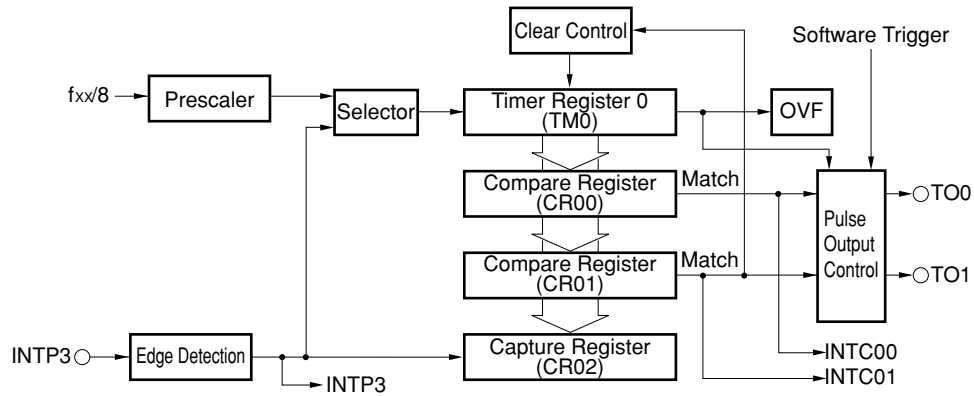 Clear Control
Software Trigger
fxx/8
Prescaler
Selector
Timer Register 0
(TM0)
OVF
Compare Register
(CR00)
Match
Pulse
Output
Control
TO0
Compare Register
(CR01)
Match
TO1
INTP3
Edge Detection
INTP3
Capture Register
(CR02)
INTC00
INTC01